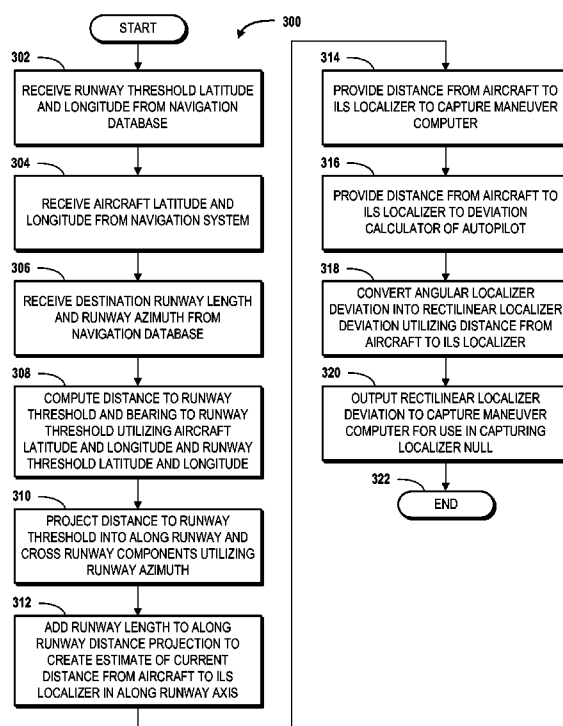 START
300
302
RECEIVE RUNWAY THRESHOLD LATITUDE
AND LONGITUDE FROM NAVIGATION
DATABASE
304
RECEIVE AIRCRAFT LATITUDE AND
LONGITUDE FROM NAVIGATION
SYSTEM
306
RECEIVE DESTINATION RUNWAY LENGTH
AND RUNWAY AZIMUTH FROM
NAVIGATION DATABASE
308
COMPUTE DISTANCE TO RUNWAY
THRESHOLD AND BEARING TO RUNWAY
THRESHOLD UTILIZING AIRCRAFT
LATITUDE AND LONGITUDE AND RUNWAY
THRESHOLD LATITUDE AND LONGITUDE
310
PROJECT DISTANCE TO RUNWAY
THRESHOLD INTO ALONG RUNWAY AND
CROSS RUNWAY COMPONENTS UTILIZING
RUNWAY AZIMUTH
312
ADD RUNWAY LENGTH TO ALONG
RUNWAY DISTANCE PROJECTION TO
CREATE ESTIMATE OF CURRENT
DISTANCE FROM AIRCRAFT TO ILS
LOCALIZER IN ALONG RUNWAY AXIS
314
PROVIDE DISTANCE FROM AIRCRAFT TO
ILS LOCALIZER TO CAPTURE MANEUVER
COMPUTER
316
PROVIDE DISTANCE FROM AIRCRAFT TO
ILS LOCALIZER TO DEVIATION
CALCULATOR OF AUTOPILOT
318
CONVERT ANGULAR LOCALIZER
DEVIATION INTO RECTILINEAR LOCALIZER
DEVIATION UTILIZING DISTANCE FROM
AIRCRAFT TO ILS LOCALIZER
320
OUTPUT RECTILINEAR LOCALIZER
DEVIATION TO CAPTURE MANEUVER
COMPUTER FOR USE IN CAPTURING
LOCALIZER NULL
322
END